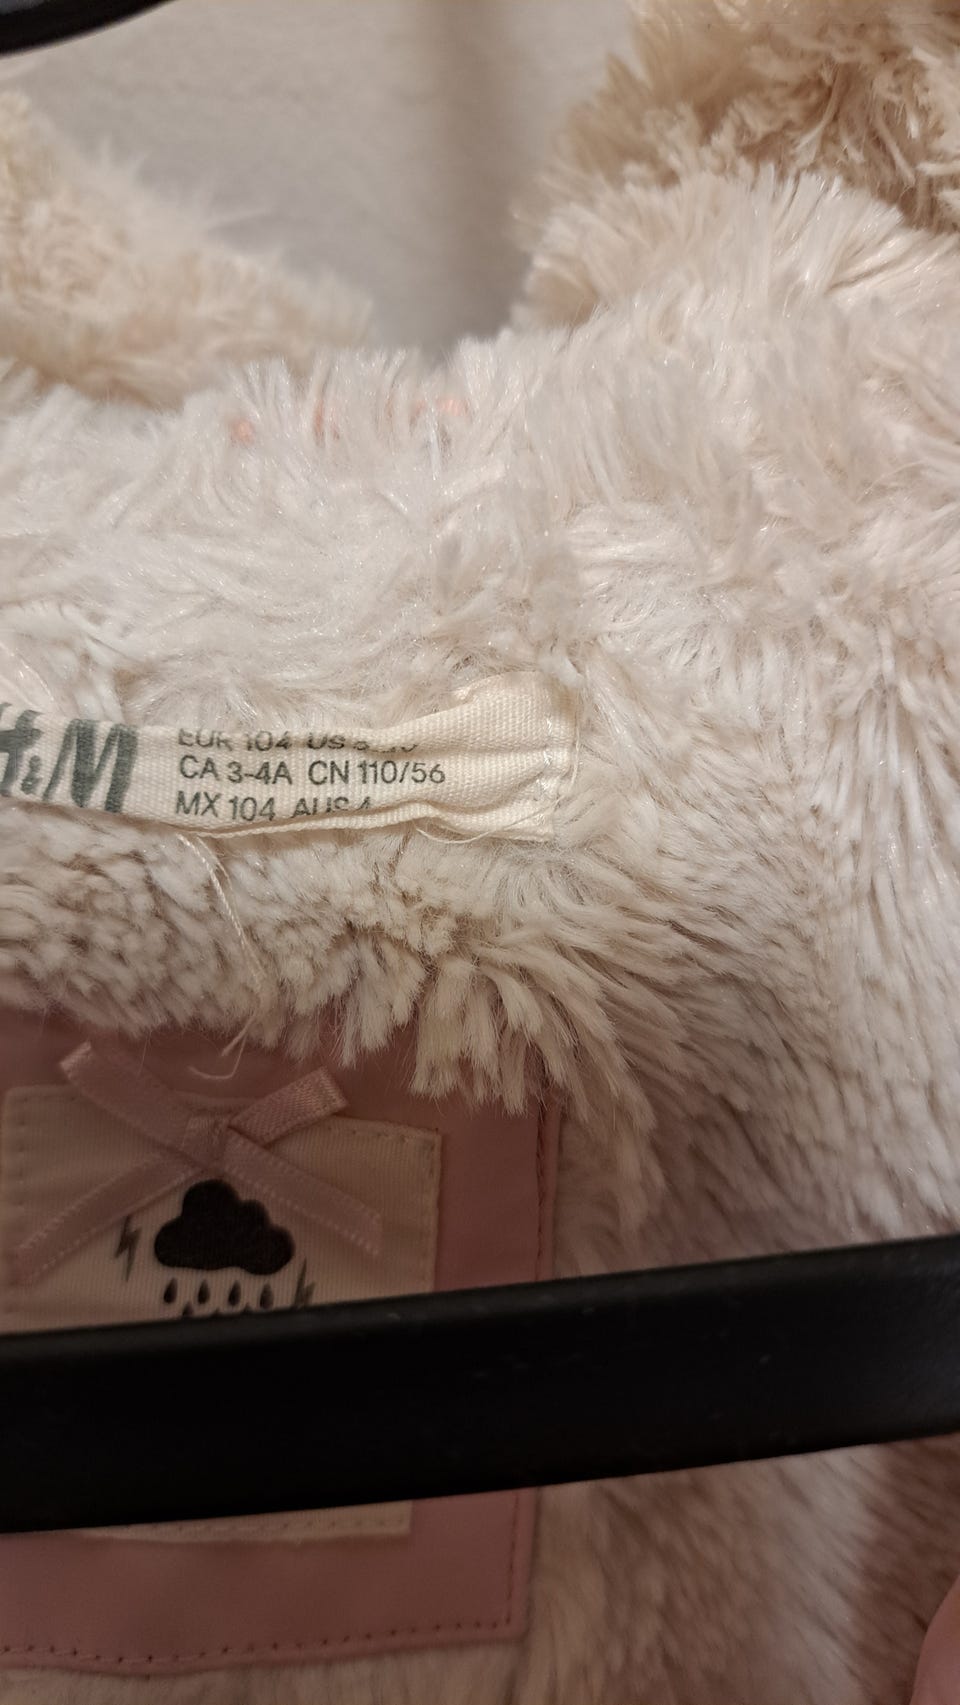 H&M
EUR 104 US
CA 3-4A CN 110/56
MX 104 AUS 4